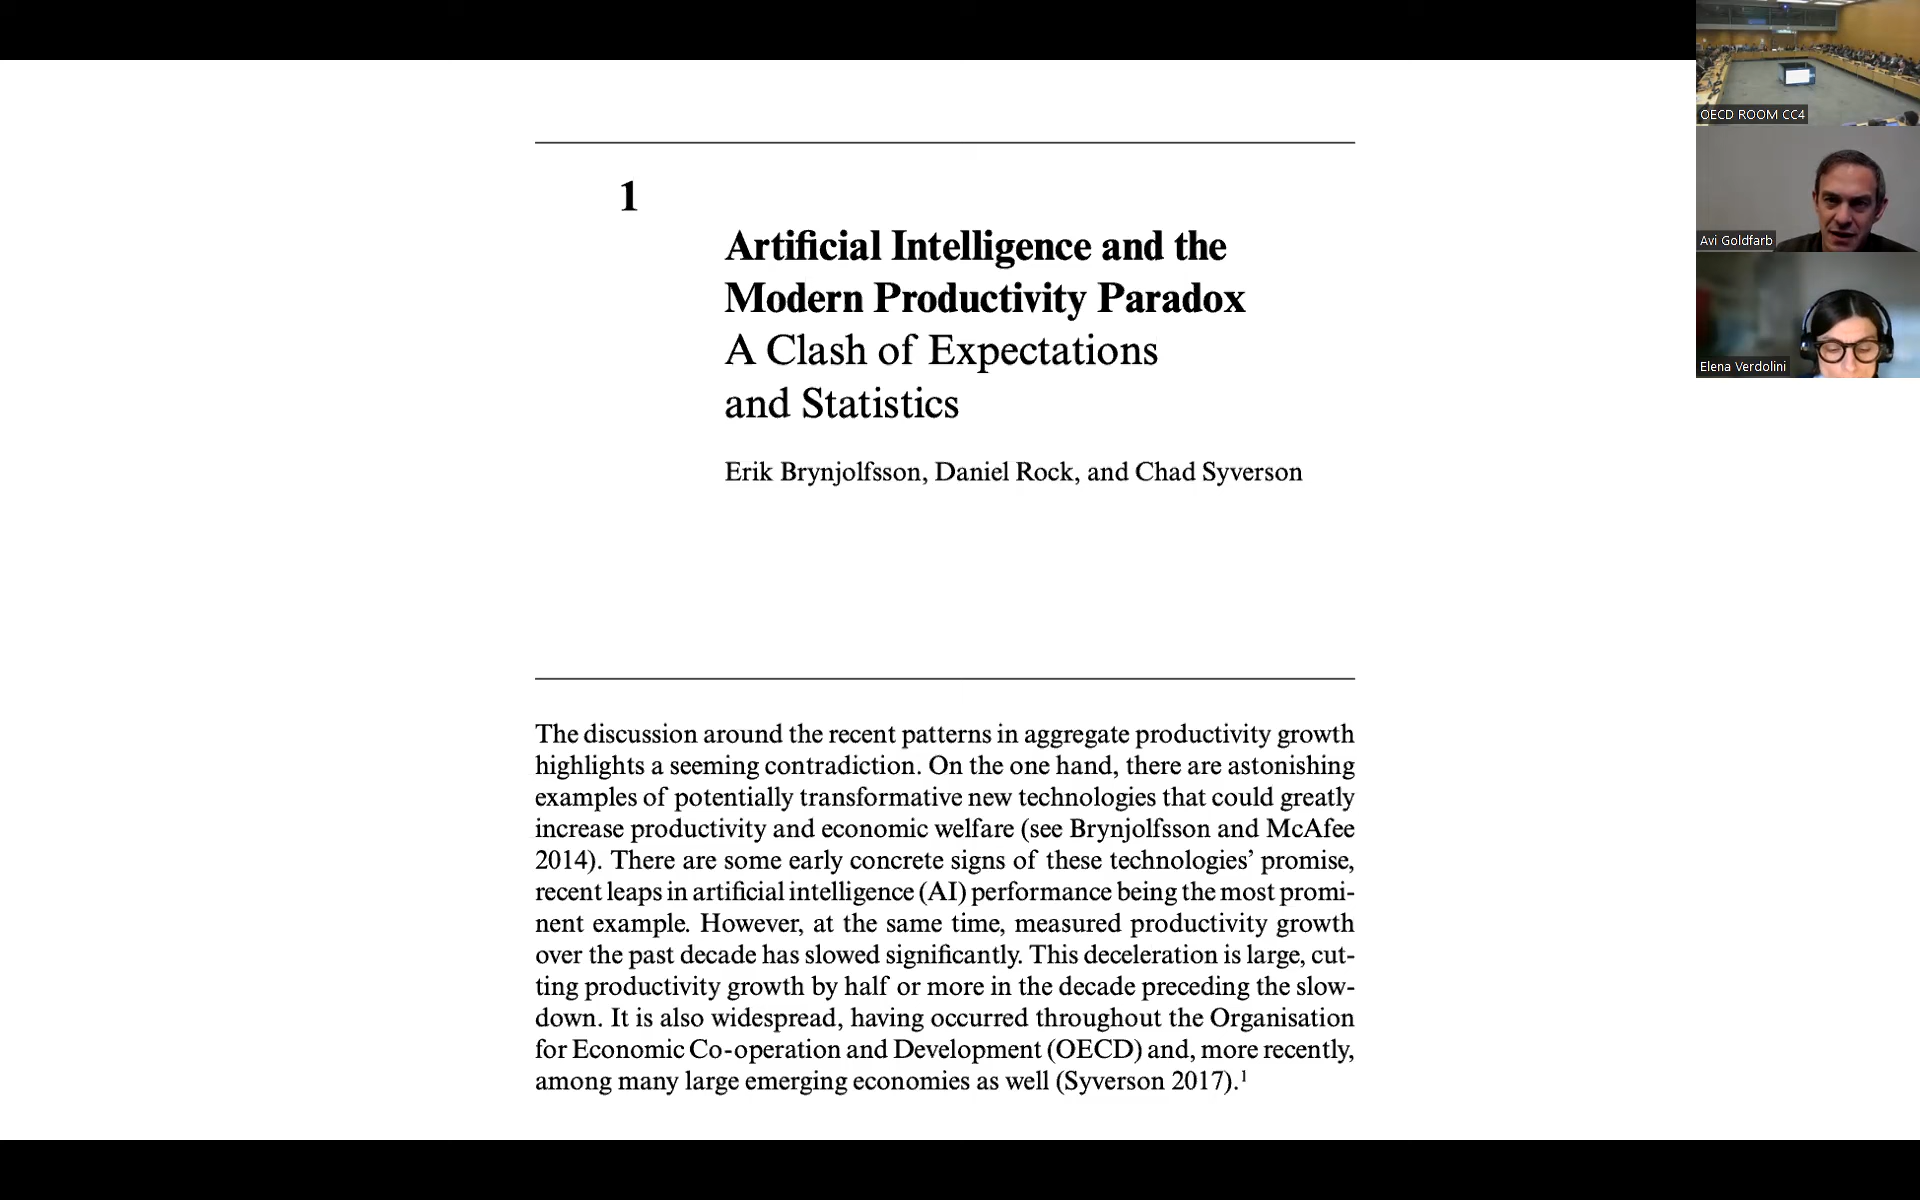 OECD ROOM CC4
Avi Goldfarb
Elena Verdolini
1
Artificial Intelligence and the
Modern Productivity Paradox
A Clash of Expectations
and Statistics
Erik Brynjolfsson, Daniel Rock, and Chad Syverson
The discussion around the recent patterns in aggregate productivity growth
highlights a seeming contradiction. On the one hand, there are astonishing
examples of potentially transformative new technologies that could greatly
increase productivity and economic welfare (see Brynjolfsson and McAfee
2014). There are some early concrete signs of these technologies’ promise,
recent leaps in artificial intelligence (AI) performance being the most promi-
nent example. However, at the same time, measured productivity growth
over the past decade has slowed significantly. This deceleration is large, cut-
ting productivity growth by half or more in the decade preceding the slow-
down. It is also widespread, having occurred throughout the Organisation
for Economic Co-operation and Development (OECD) and, more recently,
among many large emerging economies as well (Syverson 2017).¹